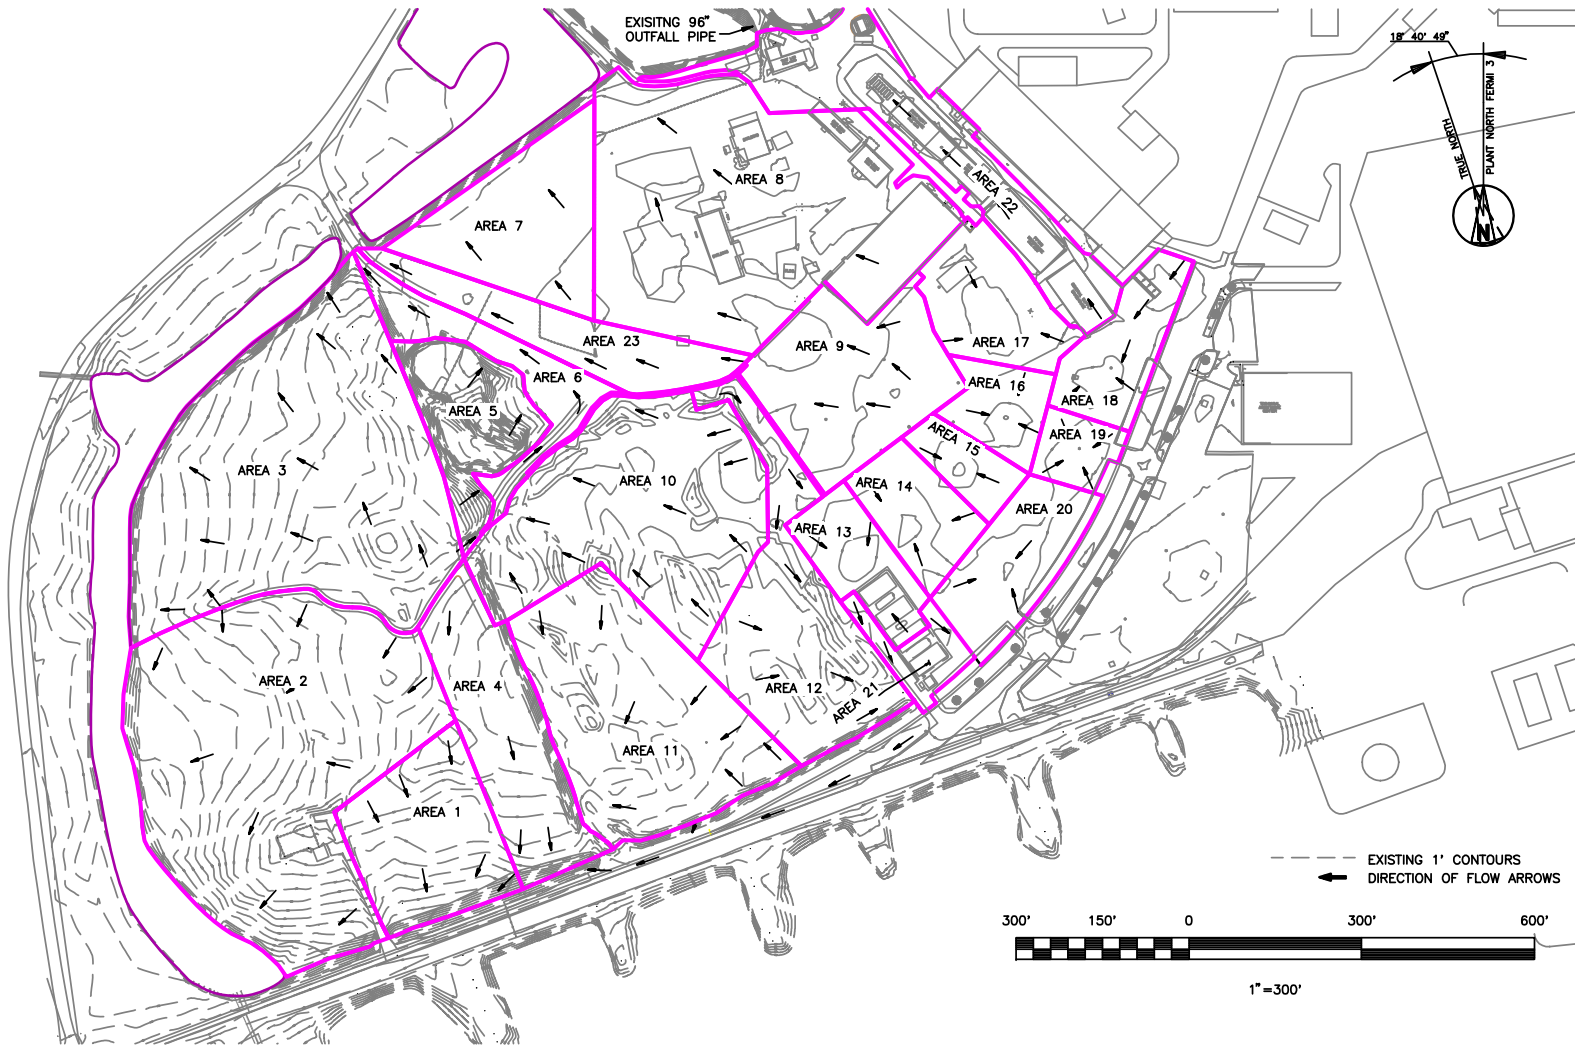 EXISITNG 96"
OUTFALL PIPE
18° 40' 49"
TRUE NORTH
PLANT NORTH FERMI 3
N
AREA 8
AREA 22
AREA 7
AREA 23
AREA 9
AREA 17
AREA 6
AREA 16
AREA 18
AREA 5
AREA 15
AREA 19
AREA 3
AREA 10
AREA 14
AREA 20
AREA 13
AREA 2
AREA 4
AREA 12
AREA 21
AREA 11
AREA 1
EXISTING 1' CONTOURS
DIRECTION OF FLOW ARROWS
300' 150' 0 300' 600'
1"=300'